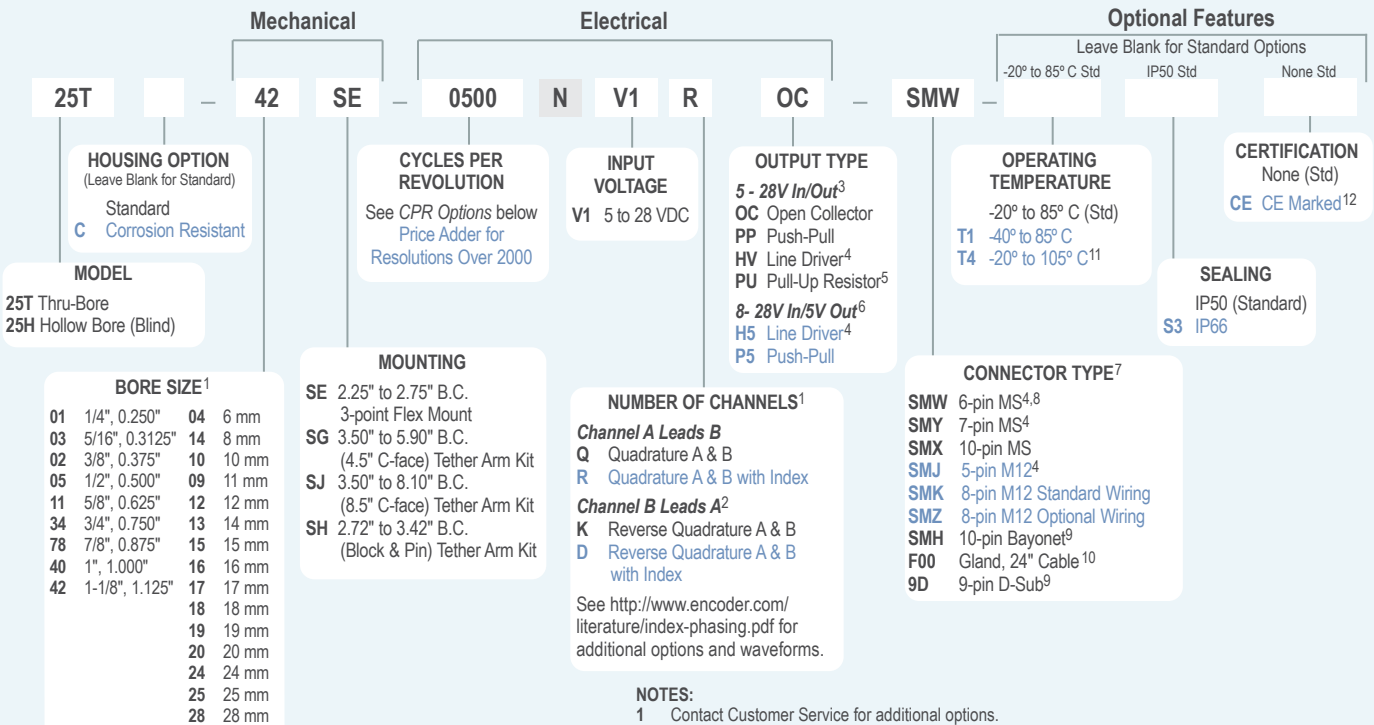 Mechanical
Electrical
Optional Features
Leave Blank for Standard Options
-20º to 85º C Std
IP50 Std
None Std
25T – 42 SE – 0500 N V1 R OC – SMW –
HOUSING OPTION
(Leave Blank for Standard)
Standard
C Corrosion Resistant
MODEL
25T Thru-Bore
25H Hollow Bore (Blind)
BORE SIZE1
01 1/4", 0.250" 04 6 mm
03 5/16", 0.3125" 14 8 mm
02 3/8", 0.375" 10 10 mm
05 1/2", 0.500" 09 11 mm
11 5/8", 0.625" 12 12 mm
34 3/4", 0.750" 13 14 mm
78 7/8", 0.875" 15 15 mm
40 1", 1.000" 16 16 mm
42 1-1/8", 1.125" 17 17 mm
18 18 mm
19 19 mm
20 20 mm
24 24 mm
25 25 mm
28 28 mm
CYCLES PER
REVOLUTION
See CPR Options below
Price Adder for
Resolutions Over 2000
MOUNTING
SE 2.25" to 2.75" B.C.
3-point Flex Mount
SG 3.50" to 5.90" B.C.
(4.5" C-face) Tether Arm Kit
SJ 3.50" to 8.10" B.C.
(8.5" C-face) Tether Arm Kit
SH 2.72" to 3.42" B.C.
(Block & Pin) Tether Arm Kit
INPUT
VOLTAGE
V1 5 to 28 VDC
NUMBER OF CHANNELS1
Channel A Leads B
Q Quadrature A & B
R Quadrature A & B with Index
Channel B Leads A2
K Reverse Quadrature A & B
D Reverse Quadrature A & B
with Index
See http://www.encoder.com/
literature/index-phasing.pdf for
additional options and waveforms.
OUTPUT TYPE
5 - 28V In/Out3
OC Open Collector
PP Push-Pull
HV Line Driver4
PU Pull-Up Resistor5
8- 28V In/5V Out6
H5 Line Driver4
P5 Push-Pull
OPERATING
TEMPERATURE
-20º to 85º C (Std)
T1 -40º to 85º C
T4 -20º to 105º C11
CERTIFICATION
None (Std)
CE CE Marked12
SEALING
IP50 (Standard)
S3 IP66
CONNECTOR TYPE7
SMW 6-pin MS4,8
SMY 7-pin MS4
SMX 10-pin MS
SMJ 5-pin M124
SMK 8-pin M12 Standard Wiring
SMZ 8-pin M12 Optional Wiring
SMH 10-pin Bayonet9
F00 Gland, 24" Cable10
9D 9-pin D-Sub9
NOTES:
1 Contact Customer Service for additional options.